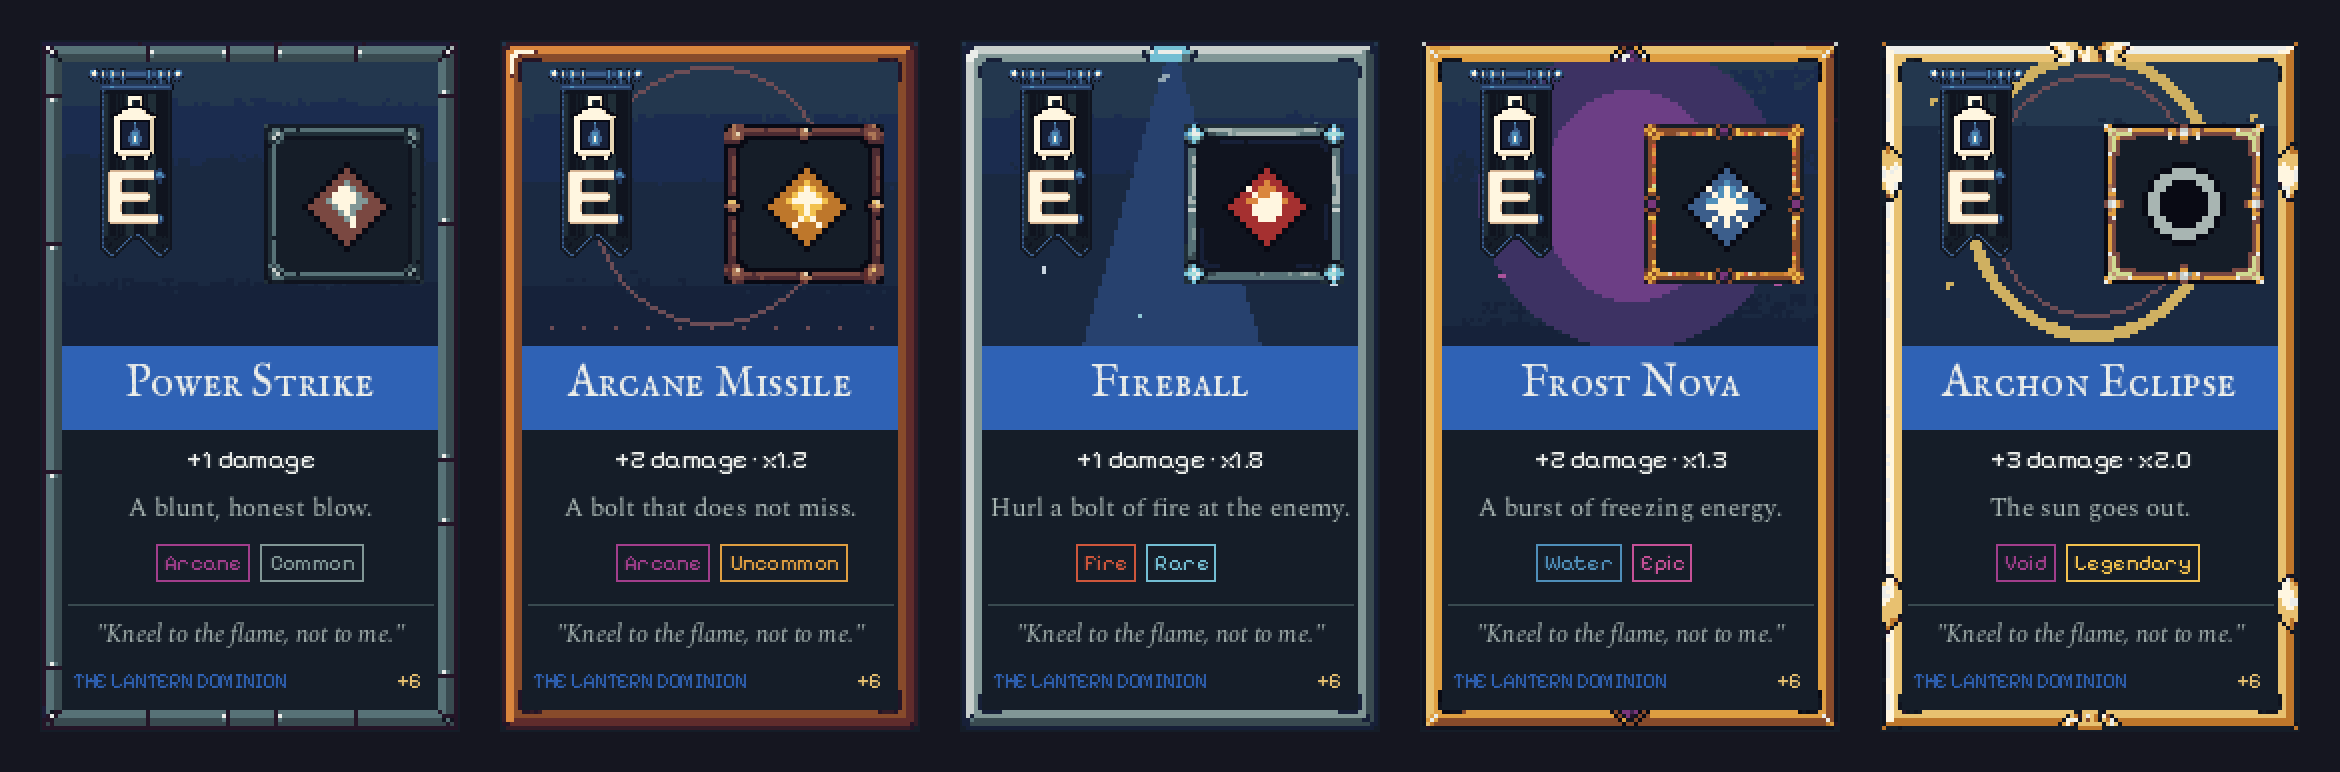 E
POWER STRIKE
+1 damage
A blunt, honest blow.
Arcane Common
"Kneel to the flame, not to me."
THE LANTERN DOMINION +6
E
ARCANE MISSILE
+2 damage · x1.2
A bolt that does not miss.
Arcane Uncommon
"Kneel to the flame, not to me."
THE LANTERN DOMINION +6
E
FIREBALL
+1 damage · x1.8
Hurl a bolt of fire at the enemy.
Fire Rare
"Kneel to the flame, not to me."
THE LANTERN DOMINION +6
E
FROST NOVA
+2 damage · x1.3
A burst of freezing energy.
Water Epic
"Kneel to the flame, not to me."
THE LANTERN DOMINION +6
E
ARCHON ECLIPSE
+3 damage · x2.0
The sun goes out.
Void Legendary
"Kneel to the flame, not to me."
THE LANTERN DOMINION +6